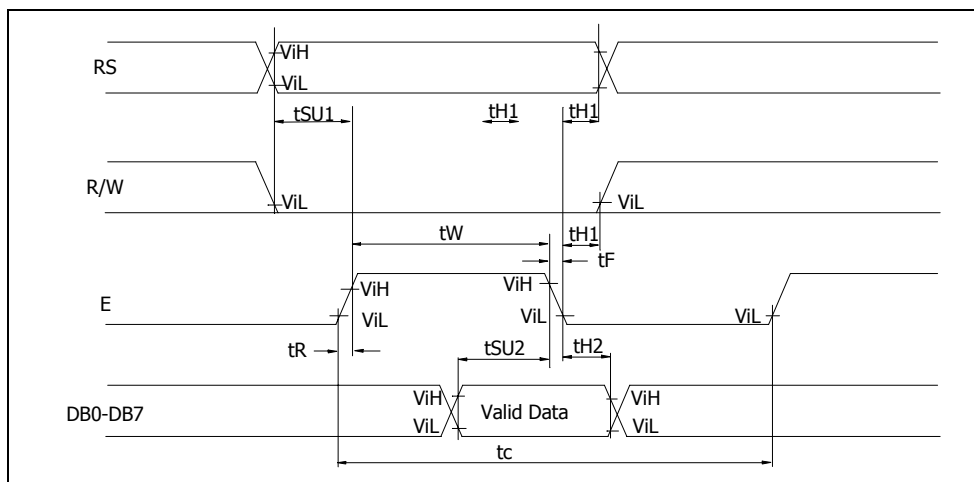 RS
ViH
ViL
tSU1
tH1
tH1
R/W
ViL
ViL
tW
tH1
tF
E
ViH
ViL
ViH
ViL
ViL
tR
tSU2
tH2
DB0-DB7
ViH
ViL
Valid Data
ViH
ViL
tc